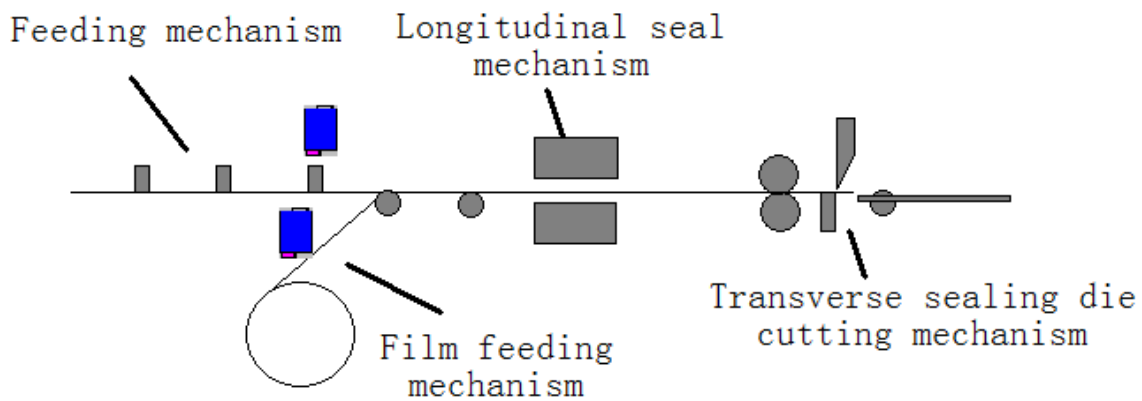 Feeding mechanism
Longitudinal seal
mechanism
Film feeding
mechanism
Transverse sealing die
cutting mechanism